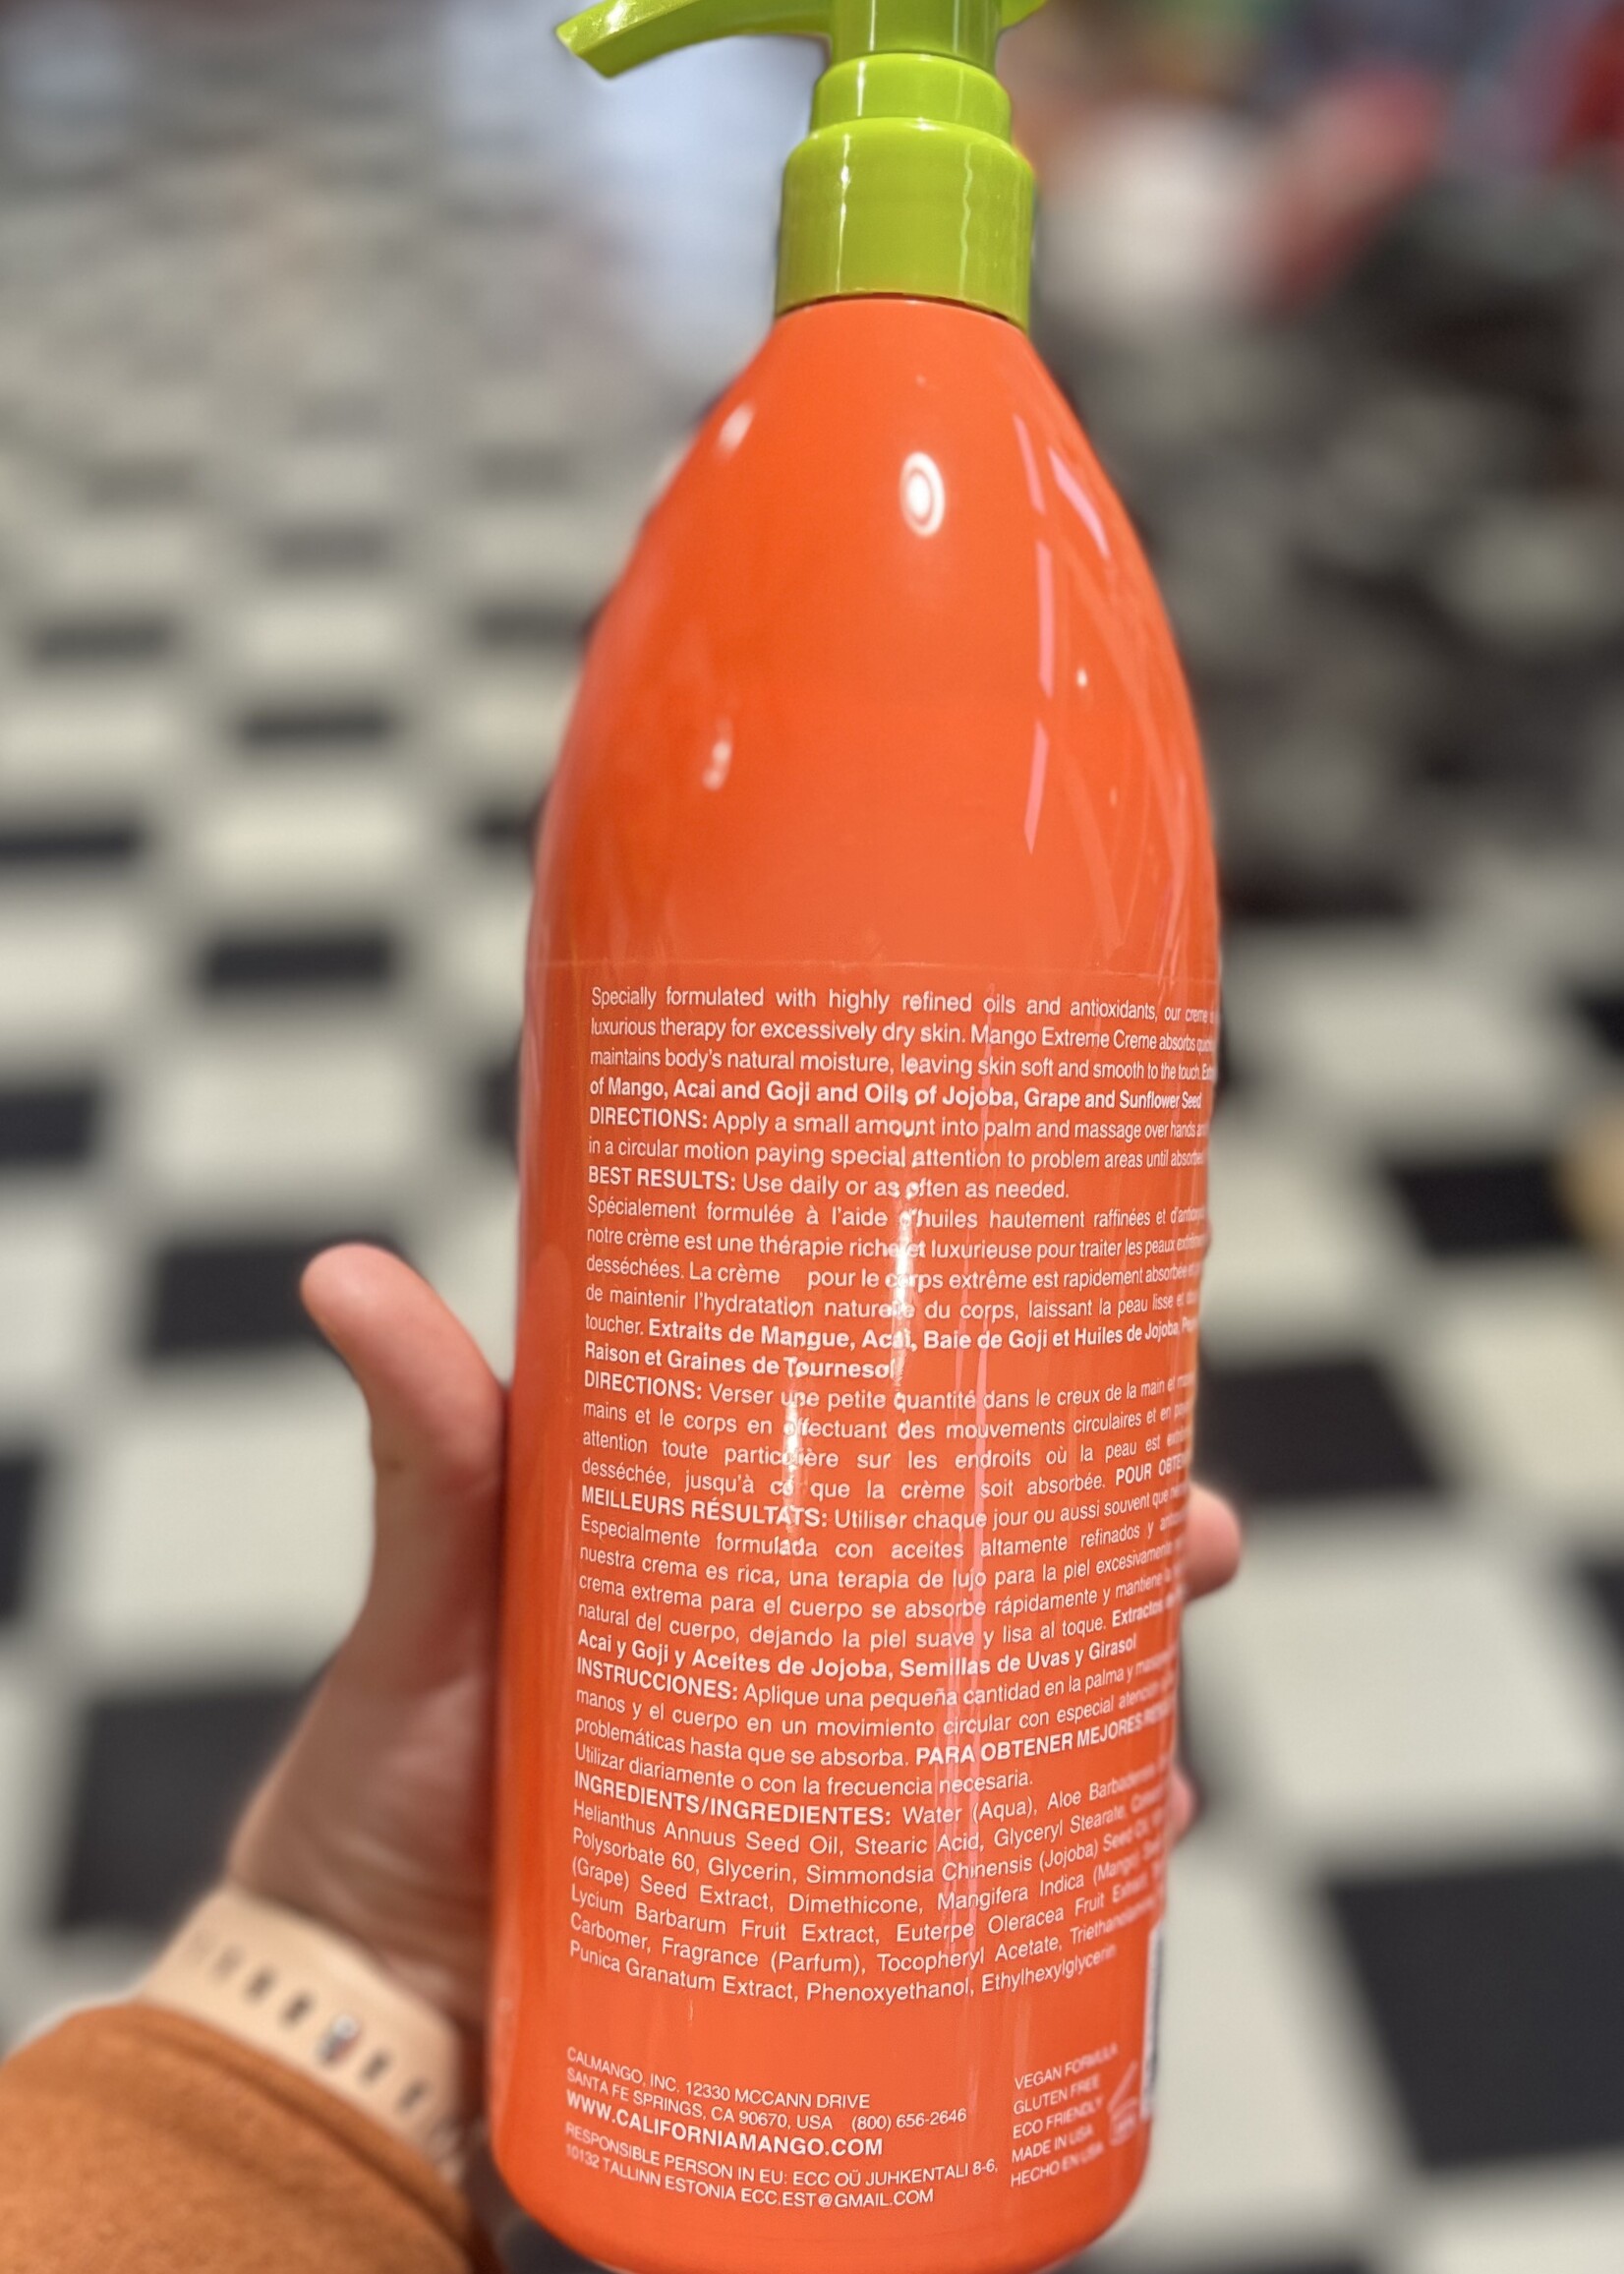 Specially formulated with highly refined oils and antioxidants, our creme
luxurious therapy for excessively dry skin. Mango Extreme Creme absorbs
maintains body's natural moisture, leaving skin soft and smooth to the touch.
of Mango, Acai and Goji and Oils of Jojoba, Grape and Sunflower Seed
DIRECTIONS: Apply a small amount into palm and massage over hands
in a circular motion paying special attention to problem areas until
BEST RESULTS: Use daily or as often as needed.
Spécialement formulée à l'aide d'huiles hautement raffinées et
notre crème est une thérapie riche et luxurieuse pour traiter les peaux
desséchées. La crème pour le corps extrême est rapidement absorbée
de maintenir l'hydratation naturelle du corps, laissant la peau lisse et
toucher. Extraits de Mangue, Acai, Baie de Goji et Huiles de Jojoba,
Raison et Graines de Tournesol
DIRECTIONS: Verser une petite quantité dans le creux de la main et
mains et le corps en effectuant des mouvements circulaires et en
attention toute particulière sur les endroits où la peau est
desséchée, jusqu'à ce que la crème soit absorbée. POUR
MEILLEURS RÉSULTATS: Utiliser chaque jour ou aussi souvent que
Especialmente formulada con aceites altamente refinados y
nuestra crema es rica, una terapia de lujo para la piel excesivamente
crema extrema para el cuerpo se absorbe rápidamente y mantiene
natural del cuerpo, dejando la piel suave y lisa al toque. Extractos
Acai y Goji y Aceites de Jojoba, Semillas de Uvas y Girasol
INSTRUCCIONES: Aplique una pequeña cantidad en la palma y
manos y el cuerpo en un movimiento circular con especial atención
problemáticas hasta que se absorba. PARA OBTENER MEJORES
Utilizar diariamente o con la frecuencia necesaria.
INGREDIENTS/INGREDIENTES: Water (Aqua), Aloe Barbadensis
Helianthus Annuus Seed Oil, Stearic Acid, Glyceryl Stearate,
Polysorbate 60, Glycerin, Simmondsia Chinensis (Jojoba) Seed Oil,
(Grape) Seed Extract, Dimethicone, Mangifera Indica (Mango)
Lycium Barbarum Fruit Extract, Euterpe Oleracea Fruit Extract,
Carbomer, Fragrance (Parfum), Tocopheryl Acetate, Triethanolamine,
Punica Granatum Extract, Phenoxyethanol, Ethylhexylglycerin
CALMANGO, INC. 12330 MCCANN DRIVE
SANTA FE SPRINGS, CA 90670, USA (800) 656-2646
WWW.CALIFORNIAMANGO.COM
RESPONSIBLE PERSON IN EU: ECC OÜ JUHKENTALI 8-6,
10132 TALLINN ESTONIA ECC.EST@GMAIL.COM
VEGAN FORMULA
GLUTEN FREE
ECO FRIENDLY
MADE IN USA
HECHO EN USA